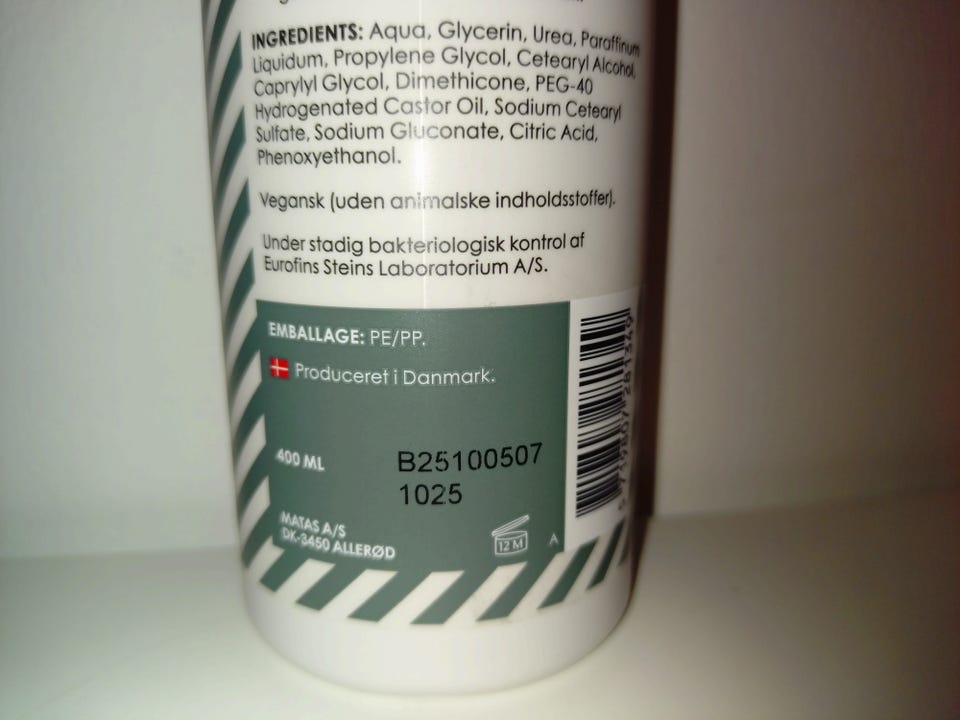 INGREDIENTS: Aqua, Glycerin, Urea, Paraffinum
Liquidum, Propylene Glycol, Cetearyl Alcohol,
Caprylyl Glycol, Dimethicone, PEG-40
Hydrogenated Castor Oil, Sodium Cetearyl
Sulfate, Sodium Gluconate, Citric Acid,
Phenoxyethanol.
Vegansk (uden animalske indholdsstoffer).
Under stadig bakteriologisk kontrol af
Eurofins Steins Laboratorium A/S.
EMBALLAGE: PE/PP.
Produceret i Danmark.
400 ML
B25100507
1025
MATAS A/S
DK-3450 ALLERØD
12 M
A